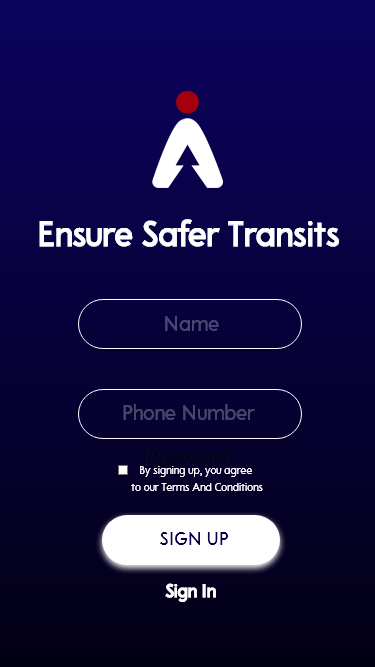 Ensure Safer Transits
Name
Phone Number
By signing up, you agree
to our Terms And Conditions
SIGN UP
Sign In